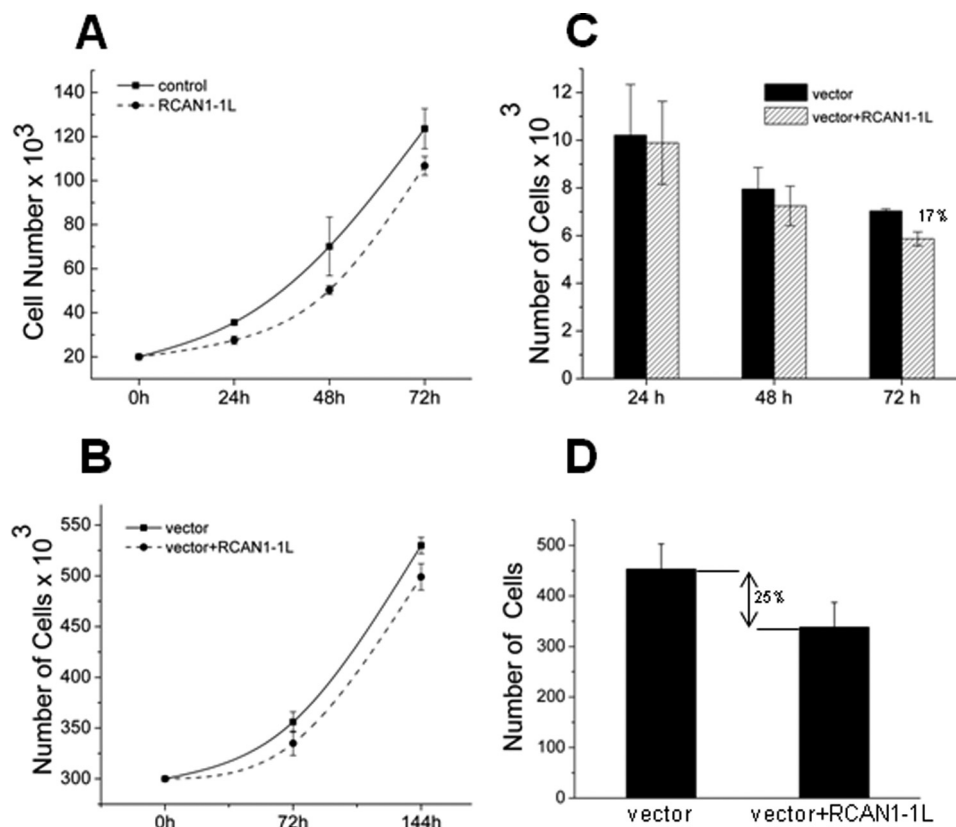 A
control
RCAN1-1L
Cell Number x 10^3
140
120
100
80
60
40
20
0h 24h 48h 72h
C
vector
vector+RCAN1-1L
Number of Cells x 10^3
12
10
8
6
4
2
0
17%
24 h 48 h 72 h
B
vector
vector+RCAN1-1L
Number of Cells x 10^3
550
500
450
400
350
300
0h 72h 144h
D
Number of Cells
500
400
300
200
100
0
25%
vector vector+RCAN1-1L